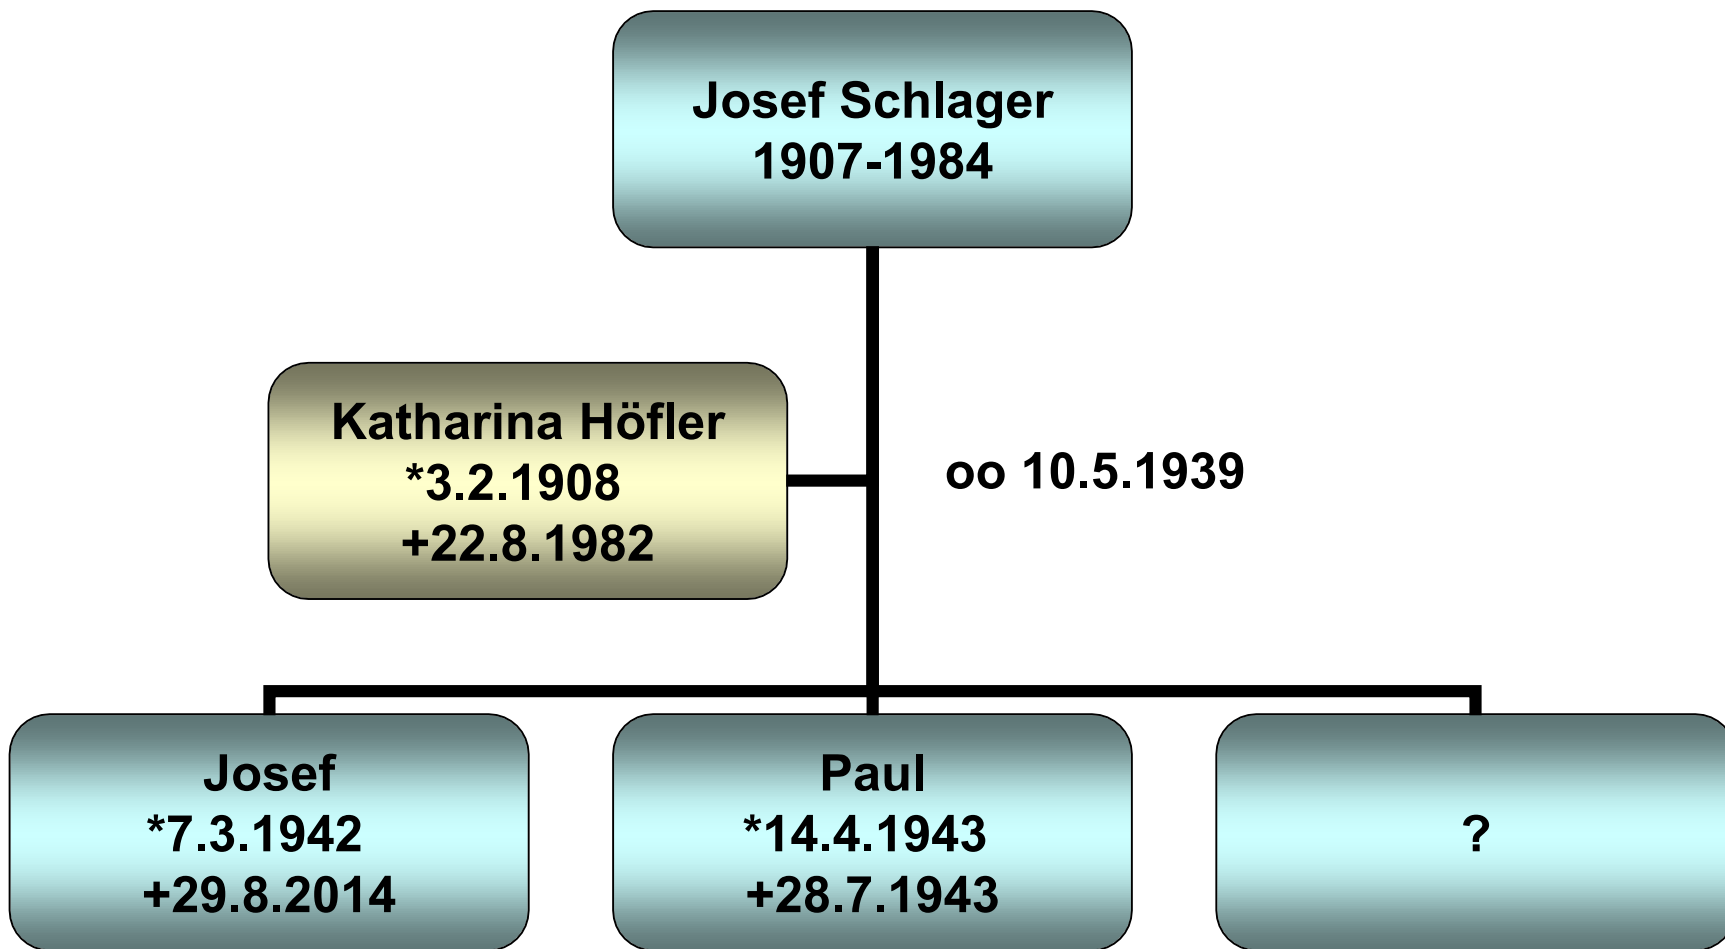 Josef Schlager
1907-1984
Katharina Höfler
*3.2.1908
+22.8.1982
oo 10.5.1939
Josef
*7.3.1942
+29.8.2014
Paul
*14.4.1943
+28.7.1943
?